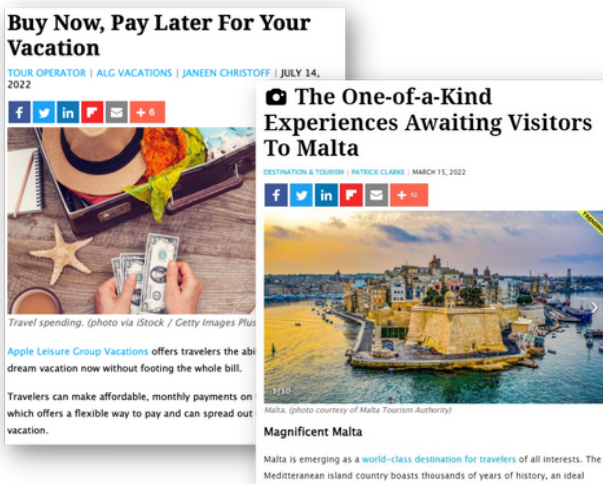 Buy Now, Pay Later For Your
Vacation
TOUR OPERATOR | ALG VACATIONS | JANEEN CHRISTOFF | JULY 14,
2022
+ 6
Travel spending. (photo via iStock / Getty Images Plus
Apple Leisure Group Vacations offers travelers the abi
dream vacation now without footing the whole bill.
Travelers can make affordable, monthly payments on
which offers a flexible way to pay and can spread out
vacation.
The One-of-a-Kind
Experiences Awaiting Visitors
To Malta
DESTINATION & TOURISM | PATRICK CLARKE | MARCH 15, 2022
+ 12
TRENDING
1/10
Malta. (photo courtesy of Malta Tourism Authority)
Magnificent Malta
Malta is emerging as a world-class destination for travelers of all interests. The
Meditteranean island country boasts thousands of years of history, an ideal